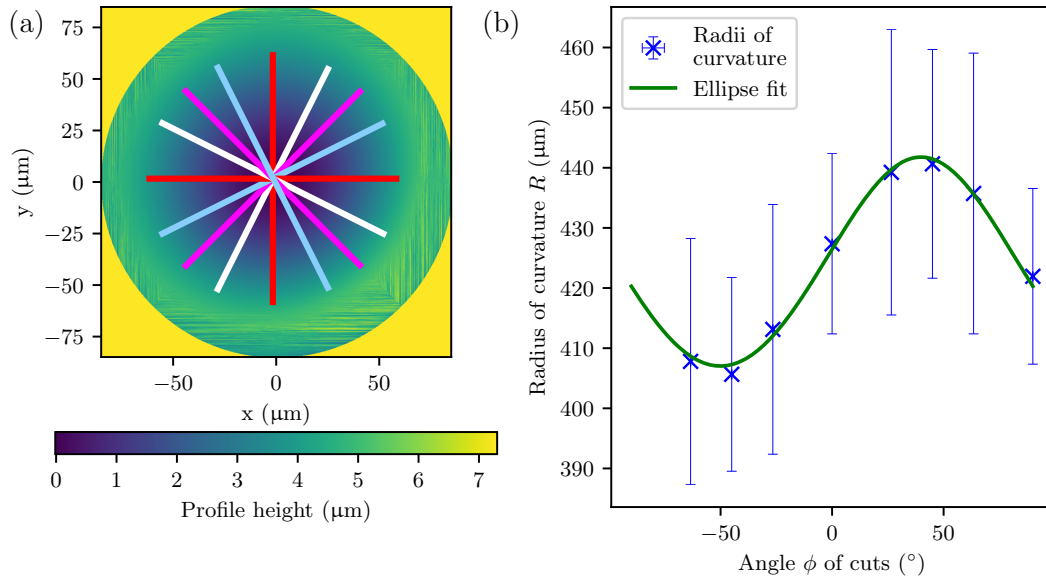 (a)
75
50
25
0
−25
−50
−75
y (μm)
−50
0
50
x (μm)
0
1
2
3
4
5
6
7
Profile height (μm)
(b)
460
450
440
430
420
410
400
390
Radius of curvature R (μm)
Radii of
curvature
Ellipse fit
−50
0
50
Angle ϕ of cuts (°)